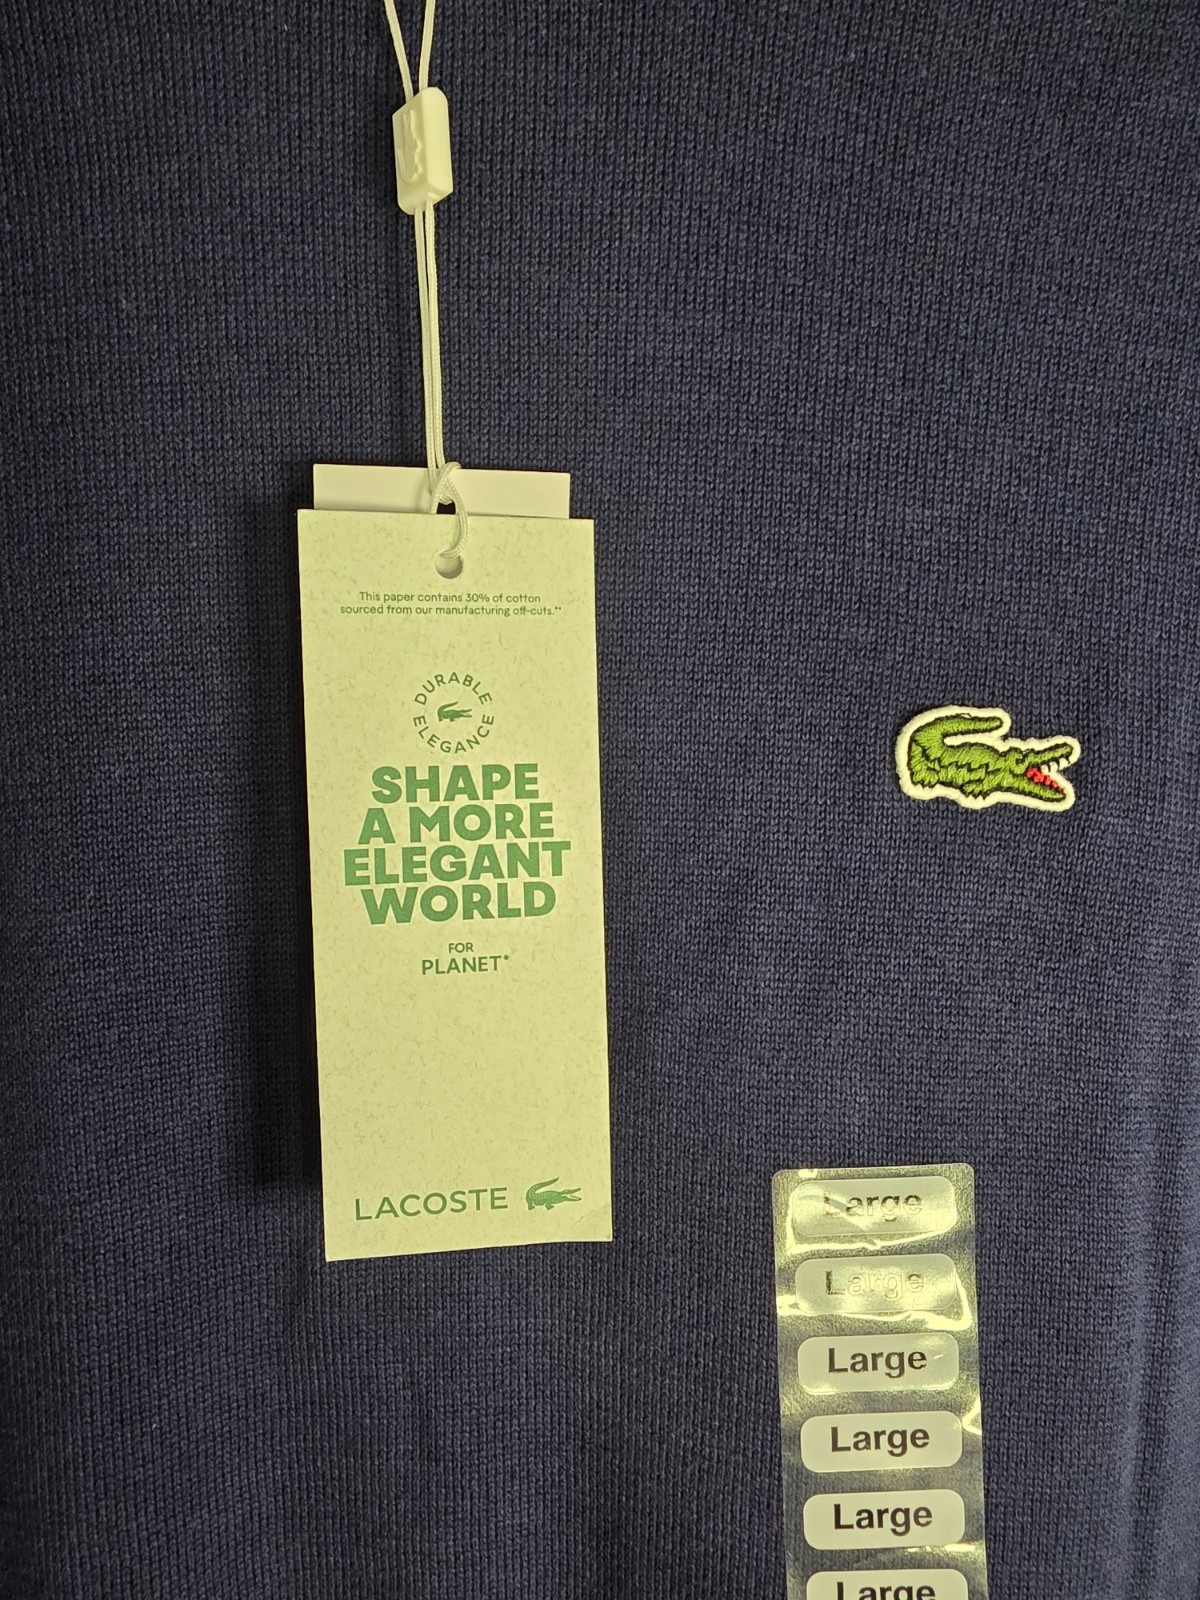 This paper contains 30% of cotton
sourced from our manufacturing off-cuts.**
DURABLE
ELEGANCE
SHAPE
A MORE
ELEGANT
WORLD
FOR
PLANET*
LACOSTE
Large
Large
Large
Large
Large
Large